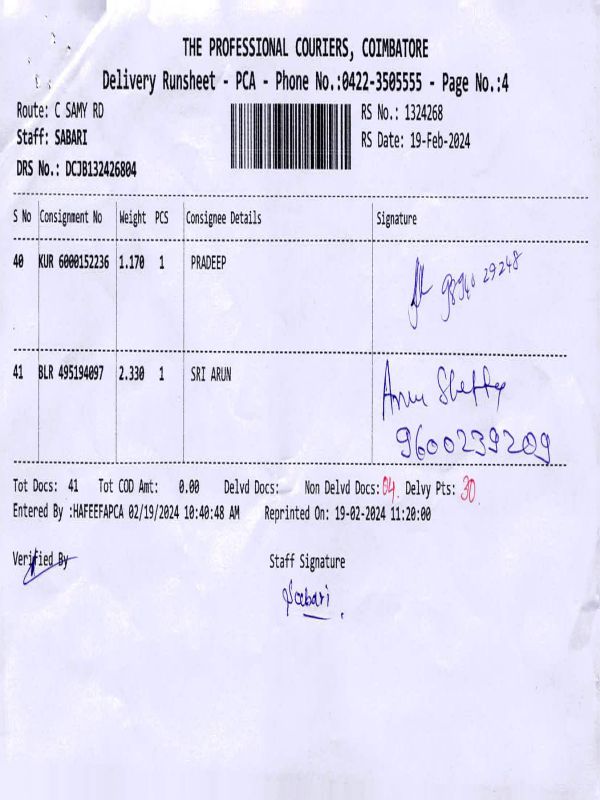 THE PROFESSIONAL COURIERS, COIMBATORE
Delivery Runsheet - PCA - Phone No.:0422-3505555 - Page No.:4
Route: C SAMY RD RS No.: 1324268
Staff: SABARI RS Date: 19-Feb-2024
DRS No.: DCJB132426804
S No Consignment No Weight PCS Consignee Details Signature
40 KUR 6000152236 1.170 1 PRADEEP 98940 29248
41 BLR 495194097 2.330 1 SRI ARUN Arun Shetty
9600239209
Tot Docs: 41 Tot COD Amt: 0.00 Delvd Docs: Non Delvd Docs: 04. Delvy Pts: 30
Entered By :HAFEEFAPCA 02/19/2024 10:40:48 AM Reprinted On: 19-02-2024 11:20:00
Verified By Staff Signature
Sabari